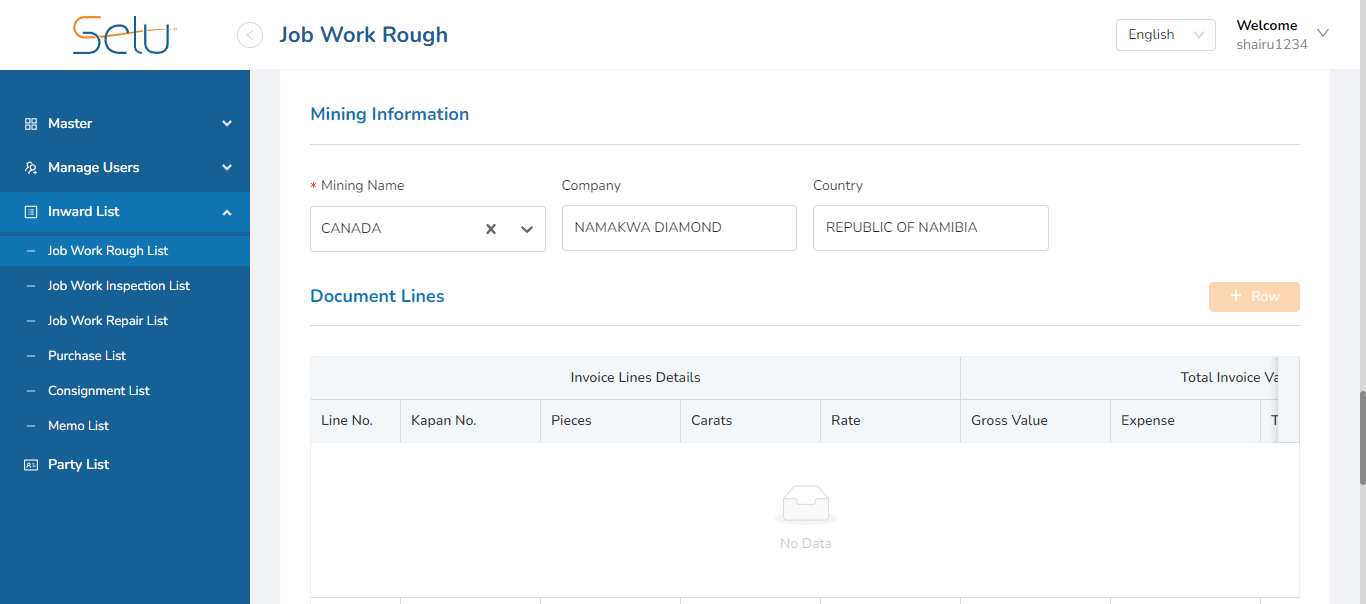 Selu
Job Work Rough
English
Welcome
shairu1234
Master
Manage Users
Inward List
Job Work Rough List
Job Work Inspection List
Job Work Repair List
Purchase List
Consignment List
Memo List
Party List
Mining Information
* Mining Name
Company
Country
CANADA
NAMAKWA DIAMOND
REPUBLIC OF NAMIBIA
Document Lines
+ Row
Invoice Lines Details
Total Invoice Va
Line No.
Kapan No.
Pieces
Carats
Rate
Gross Value
Expense
T
No Data